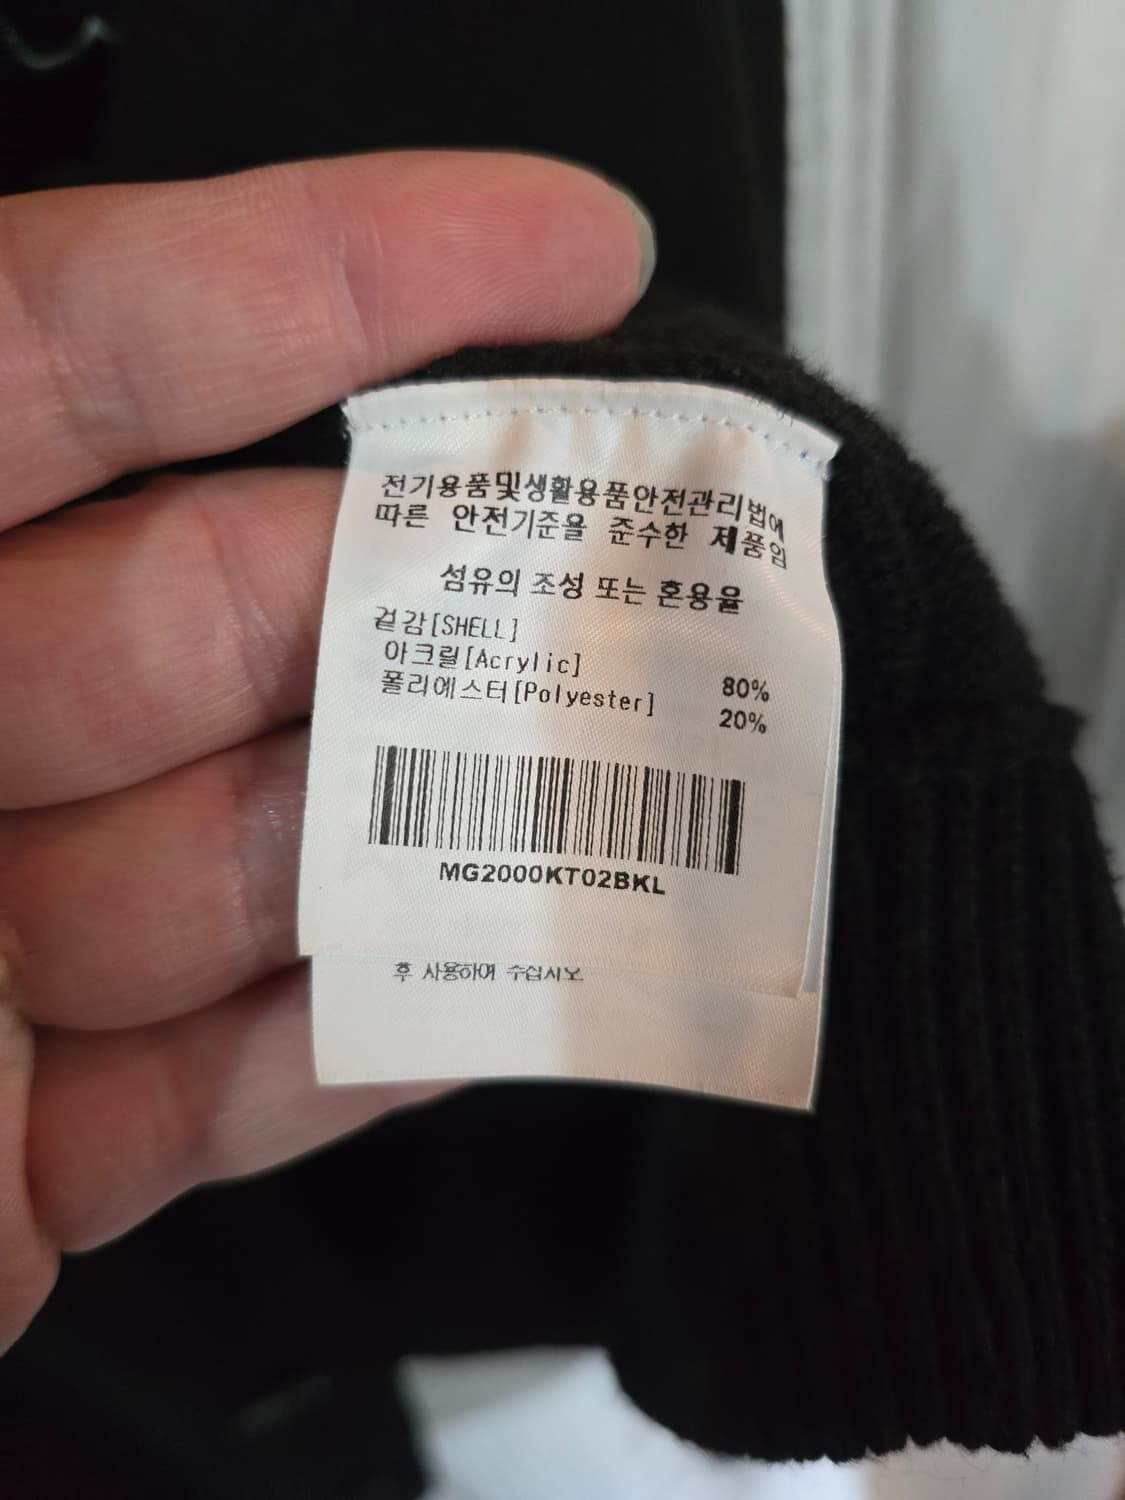 전기용품및생활용품안전관리법에
따른 안전기준을 준수한 제품임
섬유의 조성 또는 혼용율
겉감[SHELL]
아크릴[Acrylic] 80%
폴리에스터[Polyester] 20%
MG2000KT02BKL
후 사용하여 주십시오